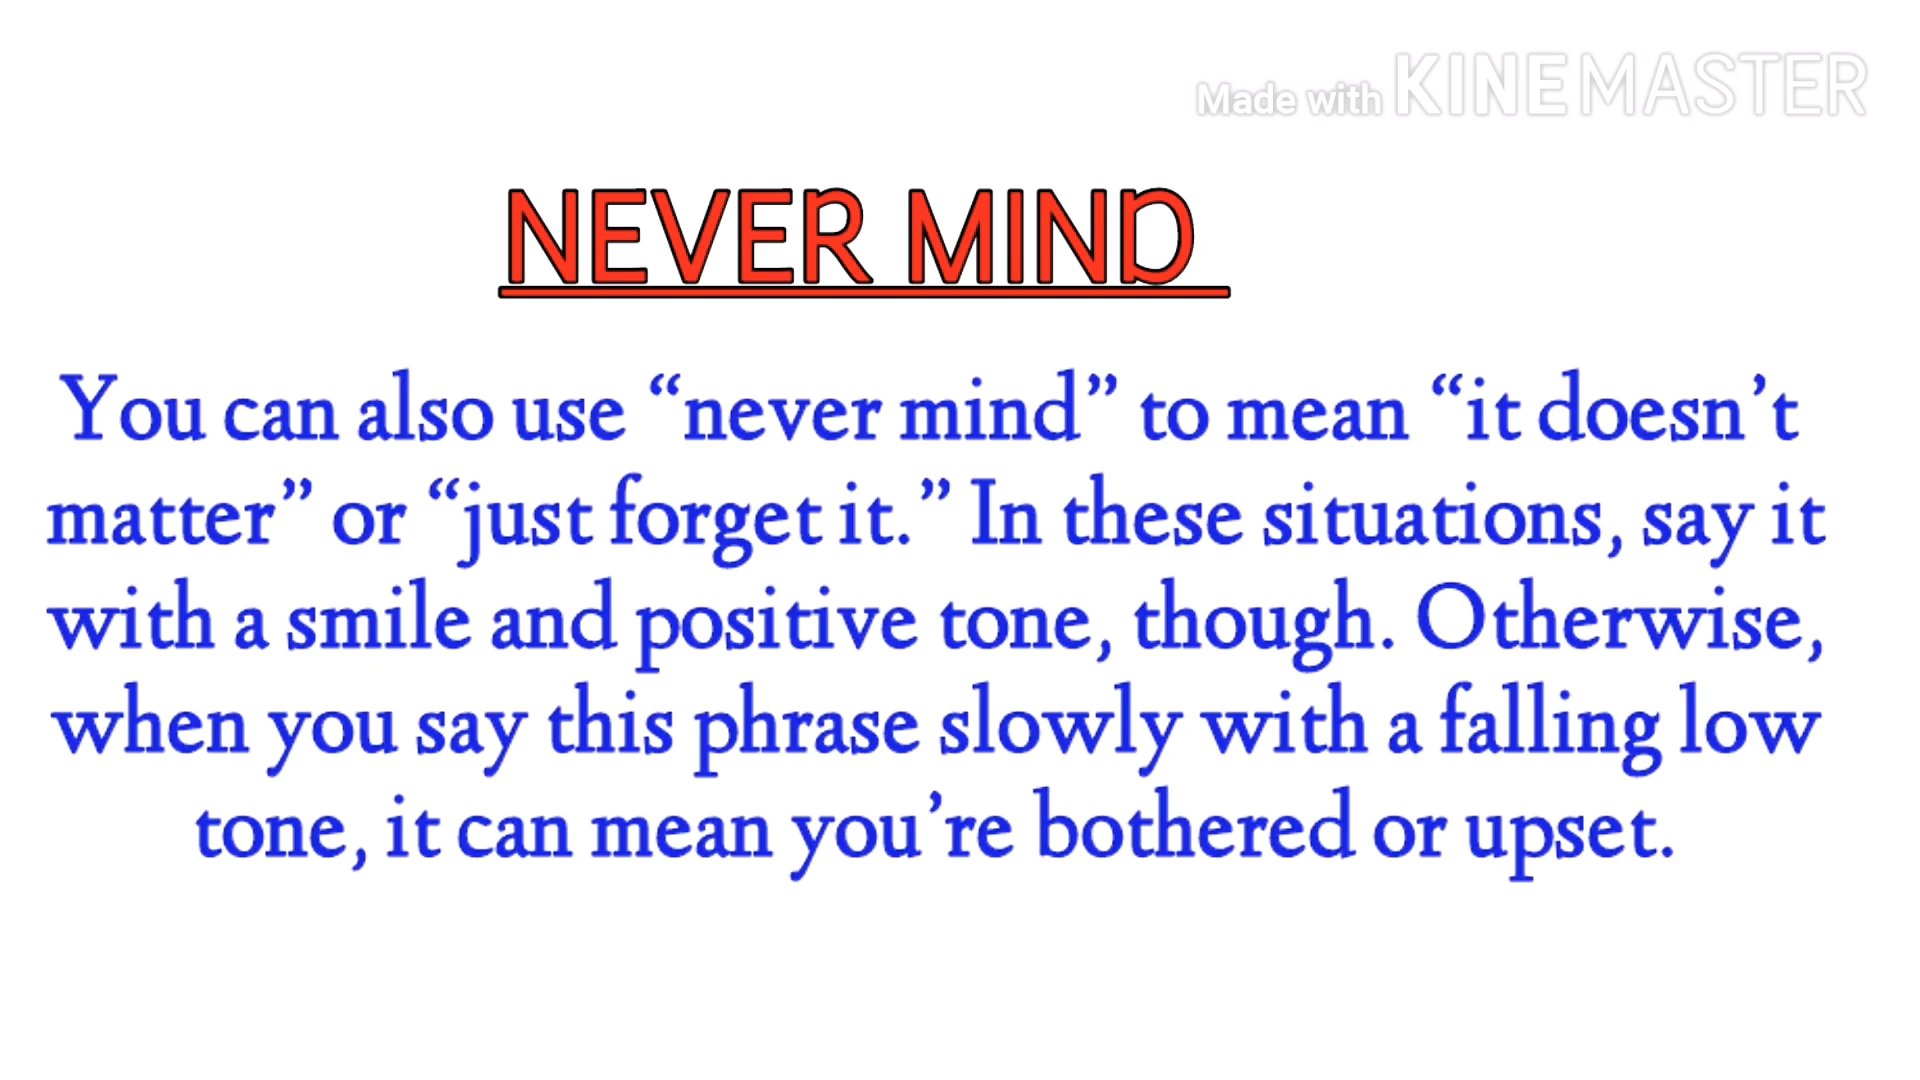 Made with KINEMASTER
NEVER MIND
You can also use “never mind” to mean “it doesn’t
matter” or “just forget it.” In these situations, say it
with a smile and positive tone, though. Otherwise,
when you say this phrase slowly with a falling low
tone, it can mean you’re bothered or upset.